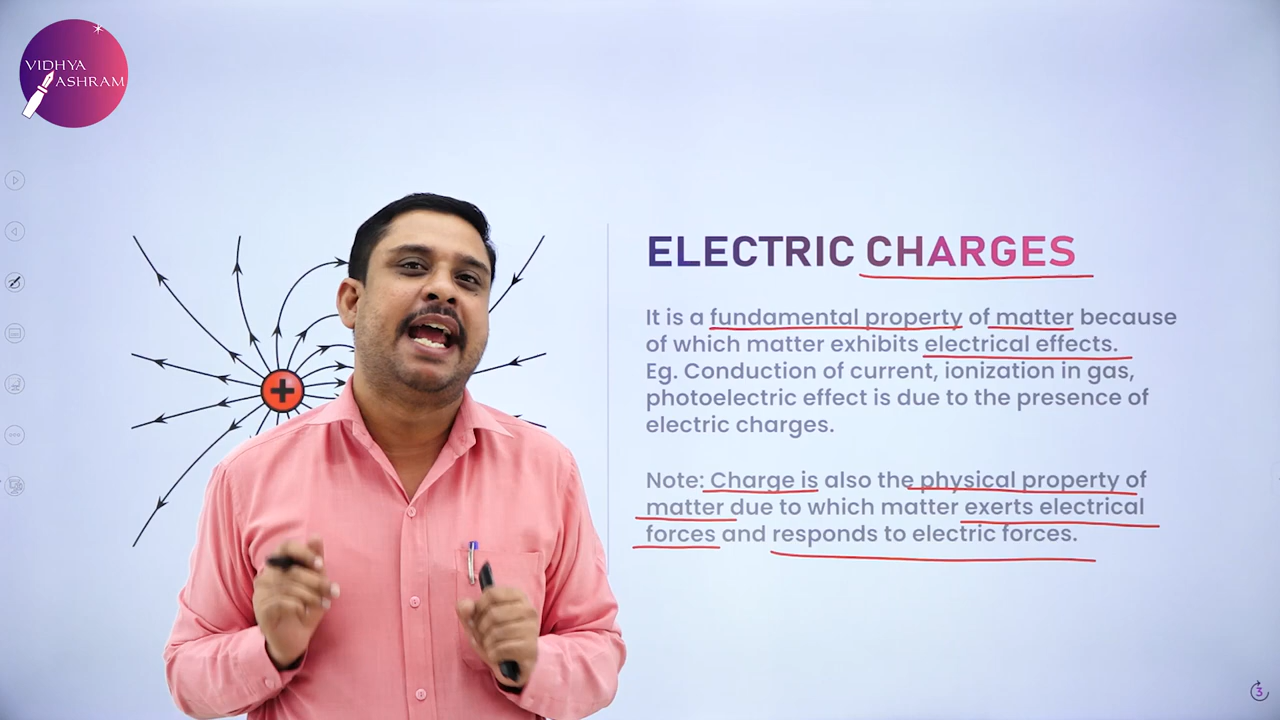 VIDHYA
ASHRAM
ELECTRIC CHARGES
It is a fundamental property of matter because
of which matter exhibits electrical effects.
Eg. Conduction of current, ionization in gas,
photoelectric effect is due to the presence of
electric charges.
Note: Charge is also the physical property of
matter due to which matter exerts electrical
forces and responds to electric forces.
+
3